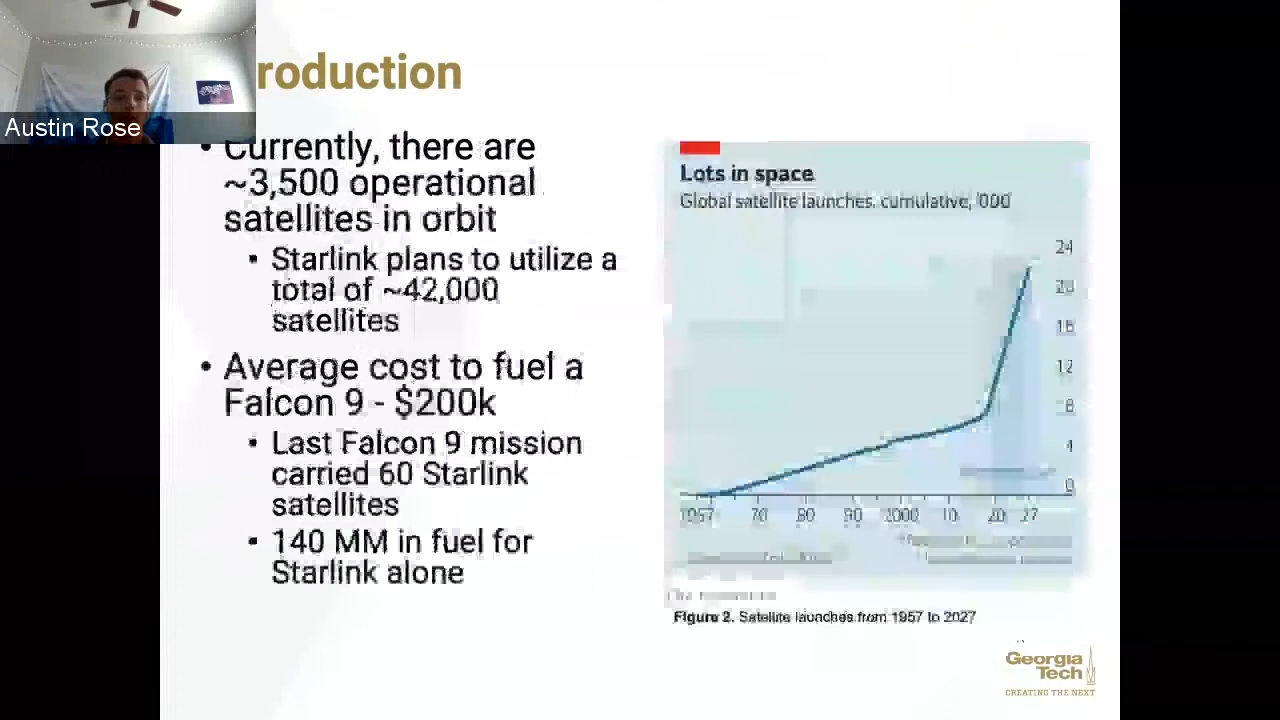 roduction
Austin Rose
• Currently, there are
~3,500 operational
satellites in orbit
• Starlink plans to utilize a
total of ~42,000
satellites
• Average cost to fuel a
Falcon 9 - $200k
• Last Falcon 9 mission
carried 60 Starlink
satellites
• 140 MM in fuel for
Starlink alone
Lots in space
Global satellite launches, cumulative, '000
24
20
16
12
8
4
0
1957 70 80 90 2000 10 20 27
Figure 2. Satellite launches from 1957 to 2027
Georgia
Tech
CREATING THE NEXT